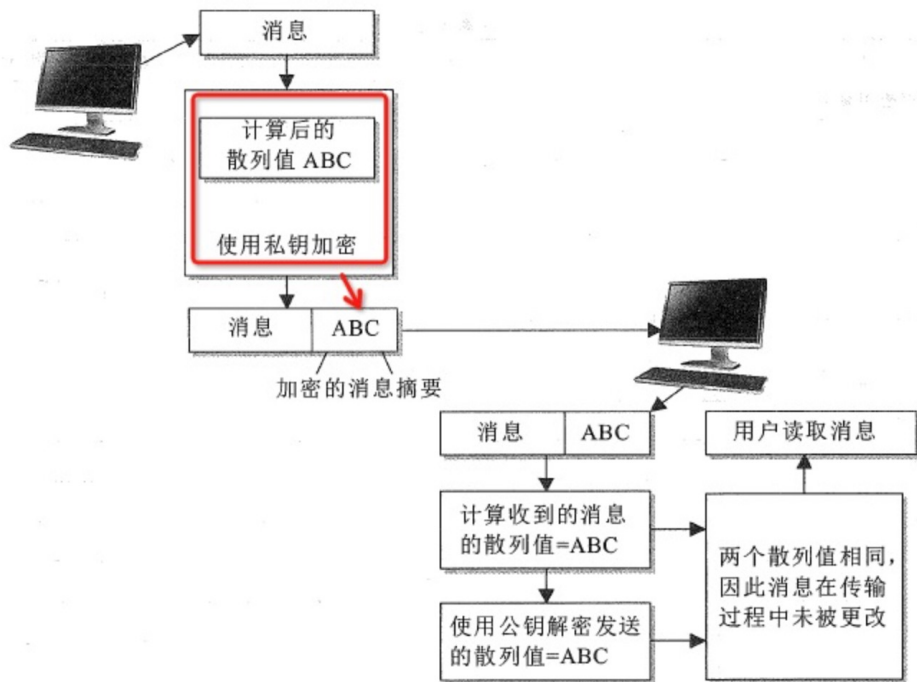 消息
计算后的
散列值 ABC
使用私钥加密
消息 ABC
加密的消息摘要
消息 ABC
用户读取消息
计算收到的消息
的散列值=ABC
两个散列值相同，
因此消息在传输
过程中未被更改
使用公钥解密发送
的散列值=ABC